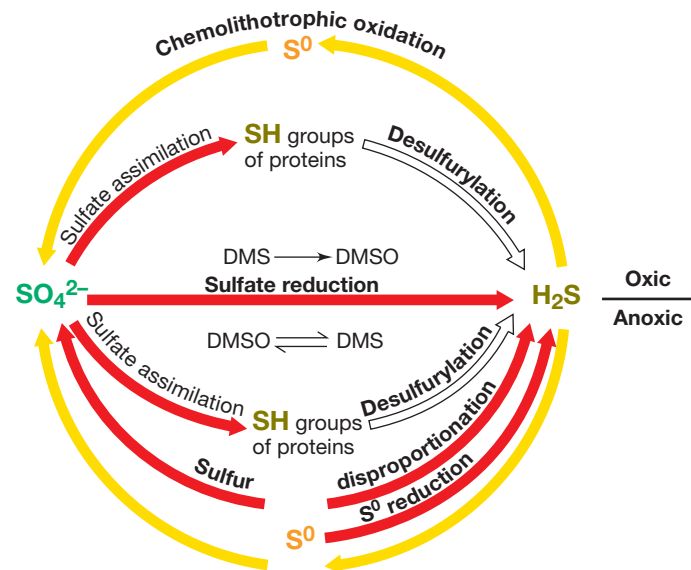 Chemolithotrophic oxidation
S⁰
Sulfate assimilation
SH groups
of proteins
Desulfurylation
DMS DMSO
SO₄²⁻
Sulfate reduction
H₂S
Oxic
Anoxic
DMSO DMS
Sulfate assimilation
SH groups
of proteins
Desulfurylation
Sulfur
disproportionation
S⁰ reduction
S⁰